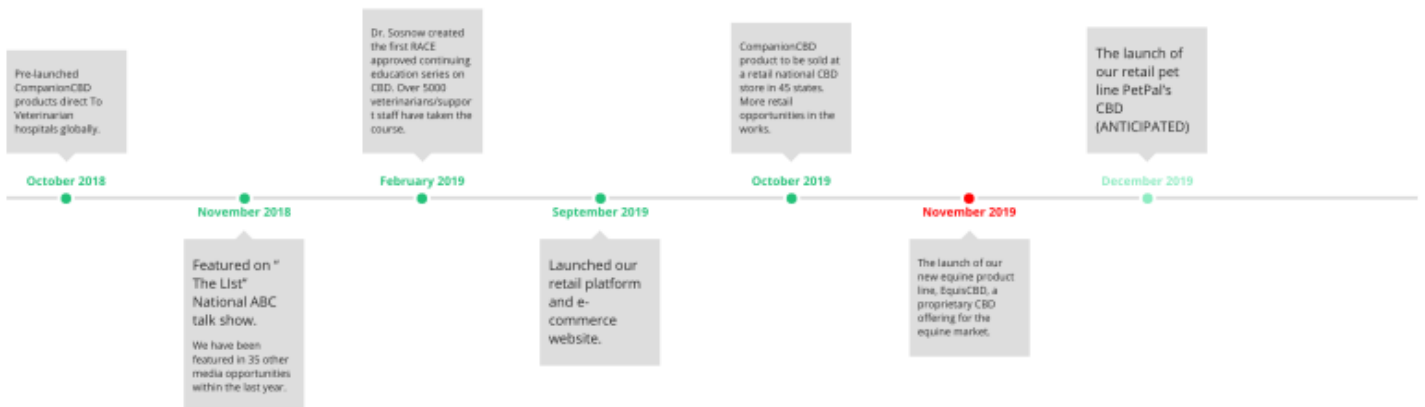 Pre-launched
CompanionCBD
products direct To
Veterinarian
hospitals globally.
October 2018
November 2018
Featured on "
The LIst"
National ABC
talk show.
We have been
featured in 35 other
media opportunities
within the last year.
Dr. Sosnow created
the first RACE
approved continuing
education series on
CBD. Over 5000
veterinarians/suppor
t staff have taken the
course.
February 2019
September 2019
Launched our
retail platform
and e-
commerce
website.
CompanionCBD
product to be sold at
a retail national CBD
store in 45 states.
More retail
opportunities in the
works.
October 2019
November 2019
The launch of our
new equine product
line, EquisCBD, a
proprietary CBD
offering for the
equine market.
The launch of
our retail pet
line PetPal's
CBD
(ANTICIPATED)
December 2019